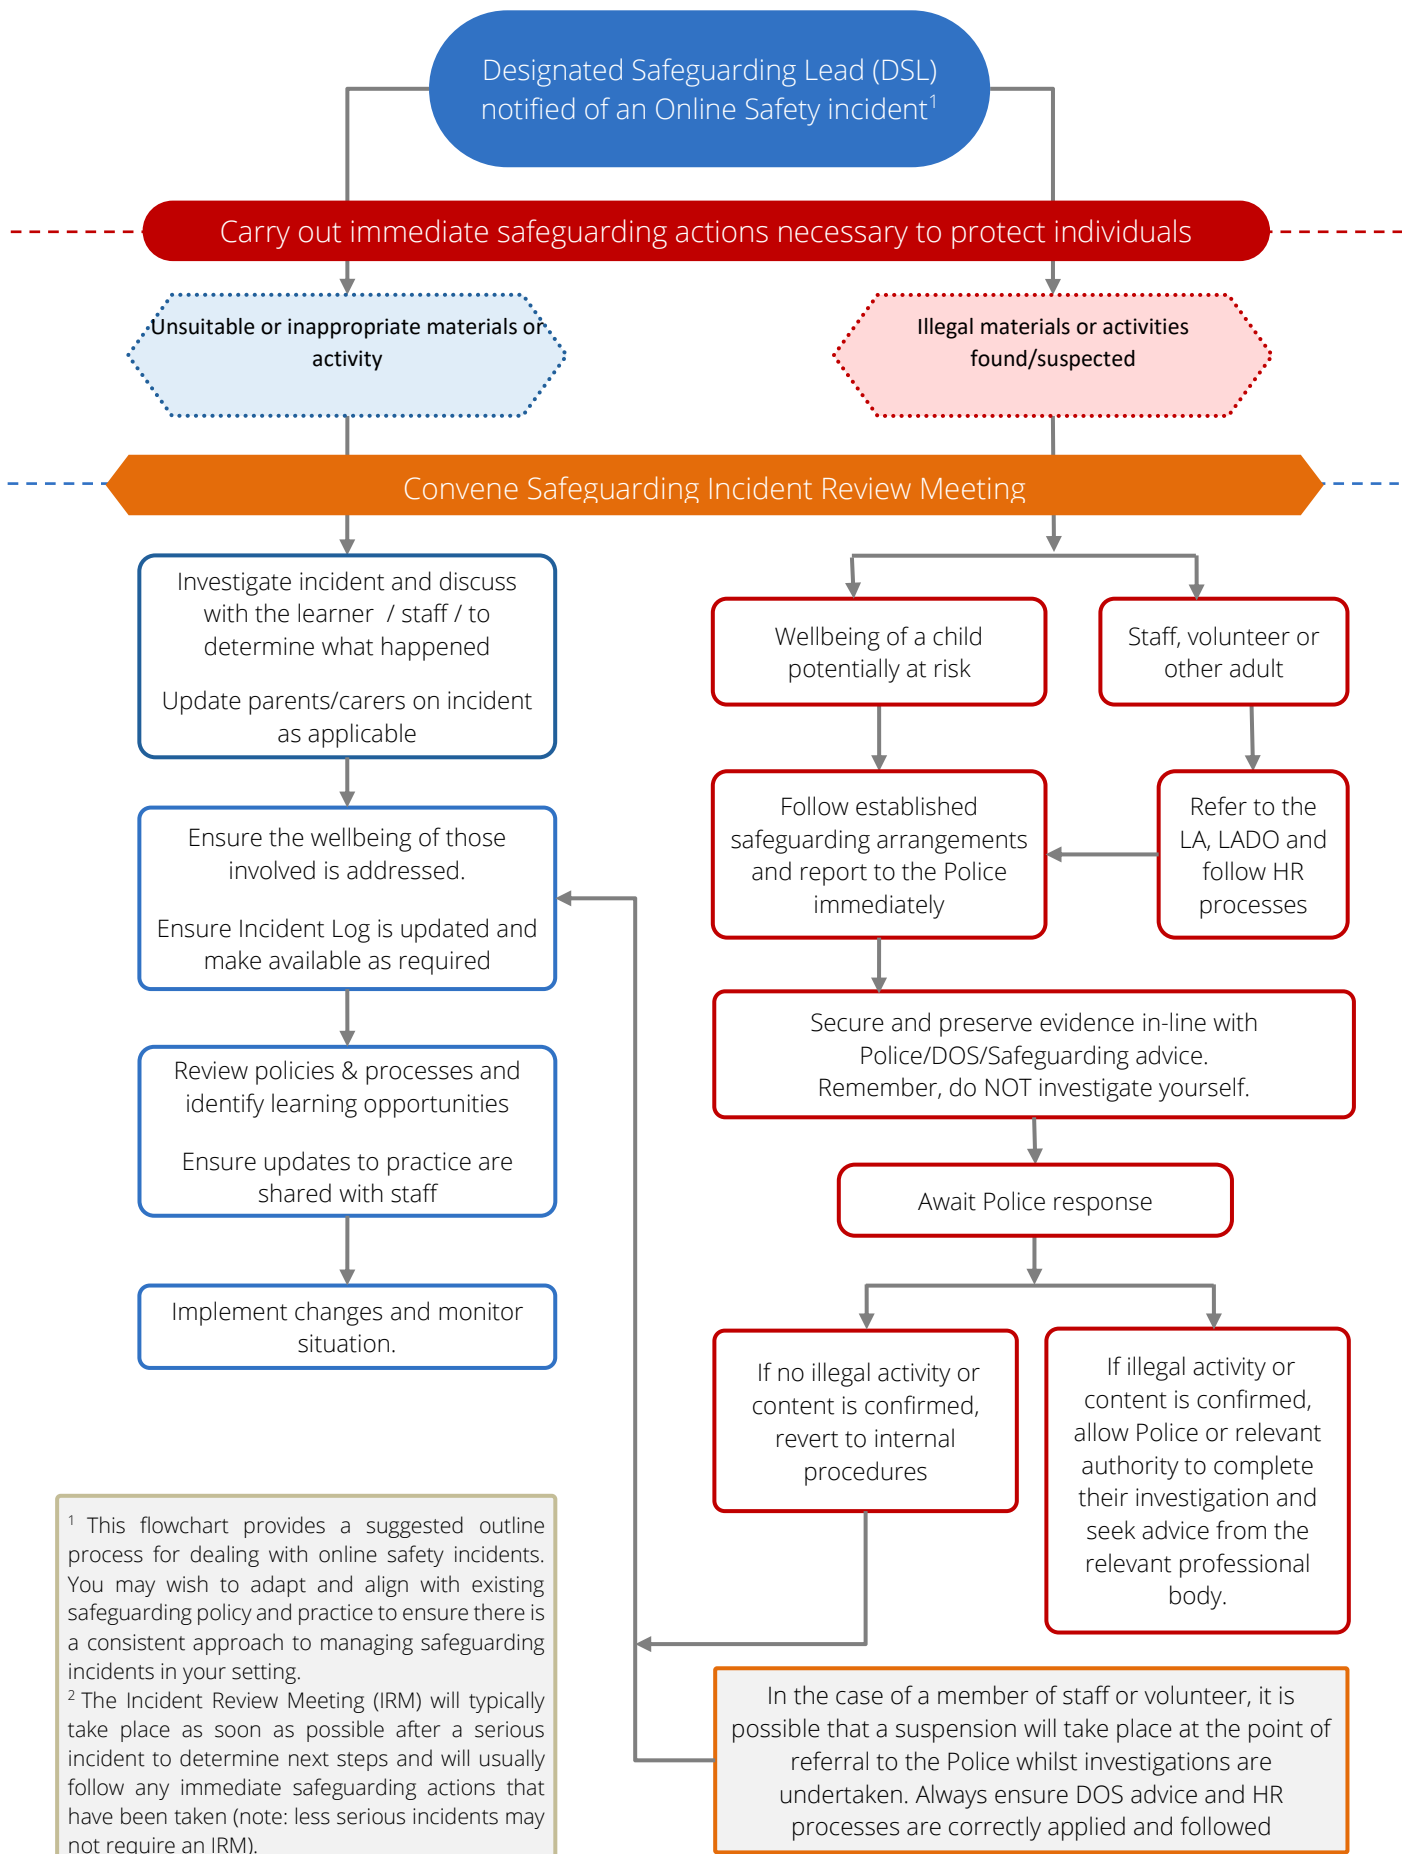 Designated Safeguarding Lead (DSL)
notified of an Online Safety incident¹
Carry out immediate safeguarding actions necessary to protect individuals
Unsuitable or inappropriate materials or
activity
Illegal materials or activities
found/suspected
Convene Safeguarding Incident Review Meeting
Investigate incident and discuss
with the learner / staff / to
determine what happened
Update parents/carers on incident
as applicable
Ensure the wellbeing of those
involved is addressed.
Ensure Incident Log is updated and
make available as required
Review policies & processes and
identify learning opportunities
Ensure updates to practice are
shared with staff
Implement changes and monitor
situation.
Wellbeing of a child
potentially at risk
Staff, volunteer or
other adult
Follow established
safeguarding arrangements
and report to the Police
immediately
Refer to the
LA, LADO and
follow HR
processes
Secure and preserve evidence in-line with
Police/DOS/Safeguarding advice.
Remember, do NOT investigate yourself.
Await Police response
If no illegal activity or
content is confirmed,
revert to internal
procedures
If illegal activity or
content is confirmed,
allow Police or relevant
authority to complete
their investigation and
seek advice from the
relevant professional
body.
¹ This flowchart provides a suggested outline
process for dealing with online safety incidents.
You may wish to adapt and align with existing
safeguarding policy and practice to ensure there is
a consistent approach to managing safeguarding
incidents in your setting.
² The Incident Review Meeting (IRM) will typically
take place as soon as possible after a serious
incident to determine next steps and will usually
follow any immediate safeguarding actions that
have been taken (note: less serious incidents may
not require an IRM).
In the case of a member of staff or volunteer, it is
possible that a suspension will take place at the point of
referral to the Police whilst investigations are
undertaken. Always ensure DOS advice and HR
processes are correctly applied and followed